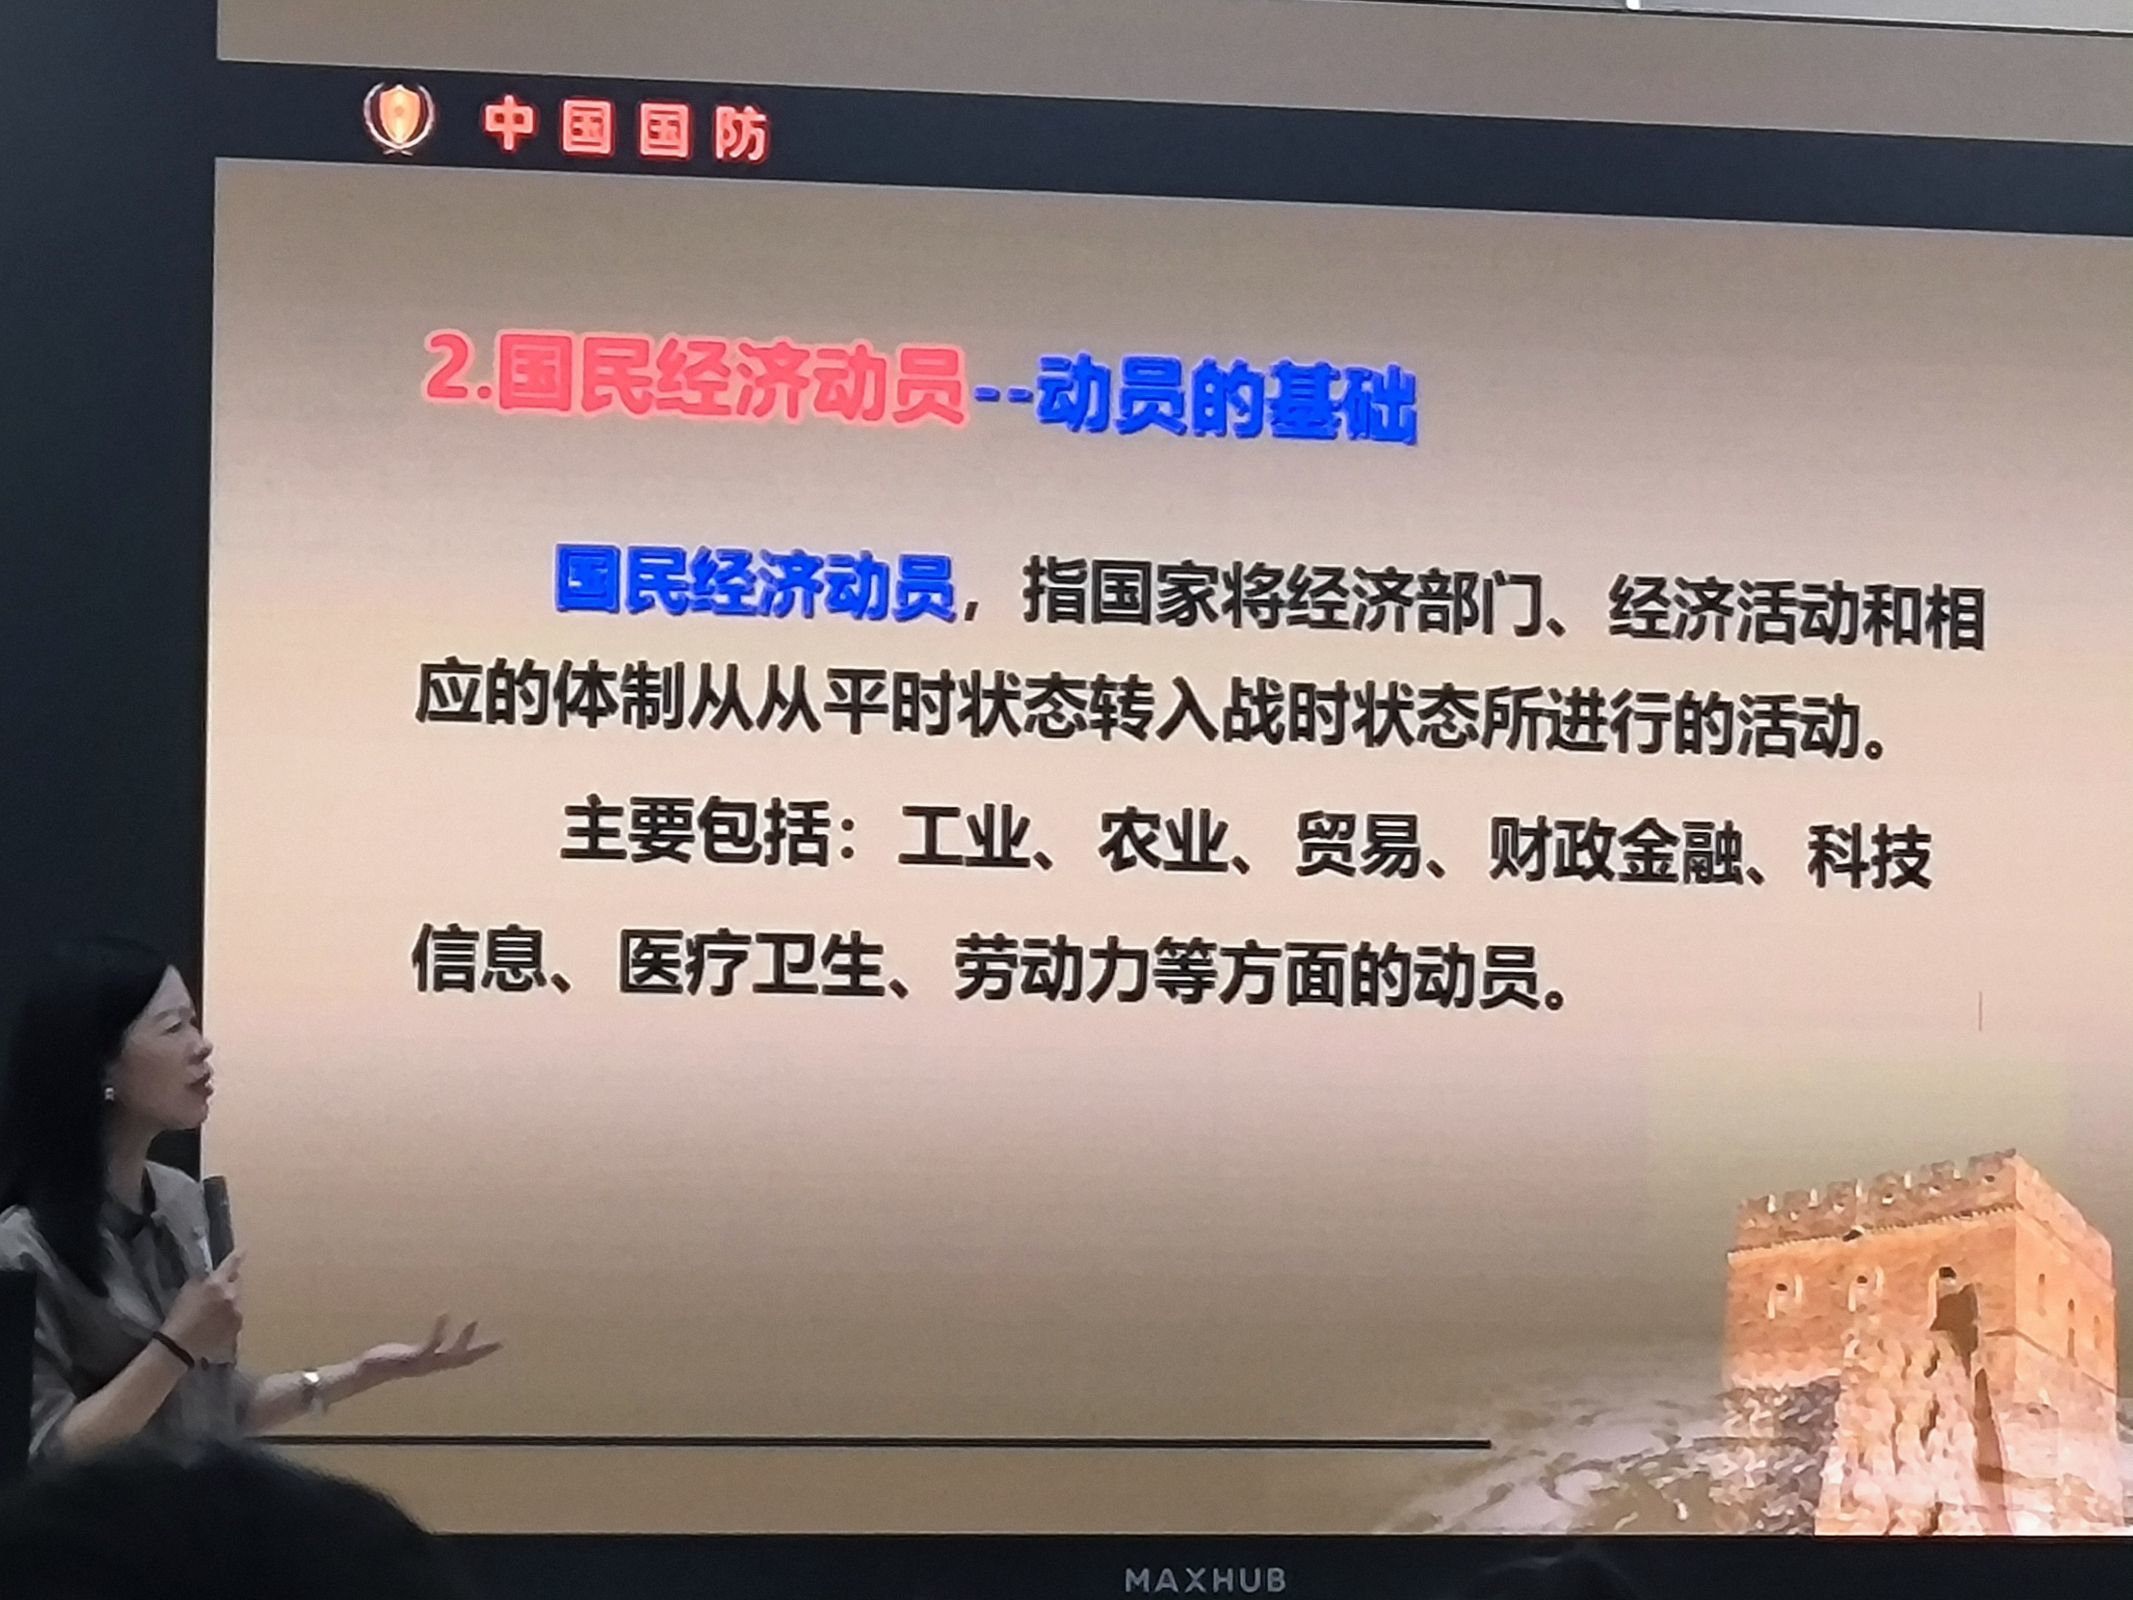 中国国防
2.国民经济动员--动员的基础
国民经济动员，指国家将经济部门、经济活动和相
应的体制从从平时状态转入战时状态所进行的活动。
主要包括：工业、农业、贸易、财政金融、科技
信息、医疗卫生、劳动力等方面的动员。
MAXHUB